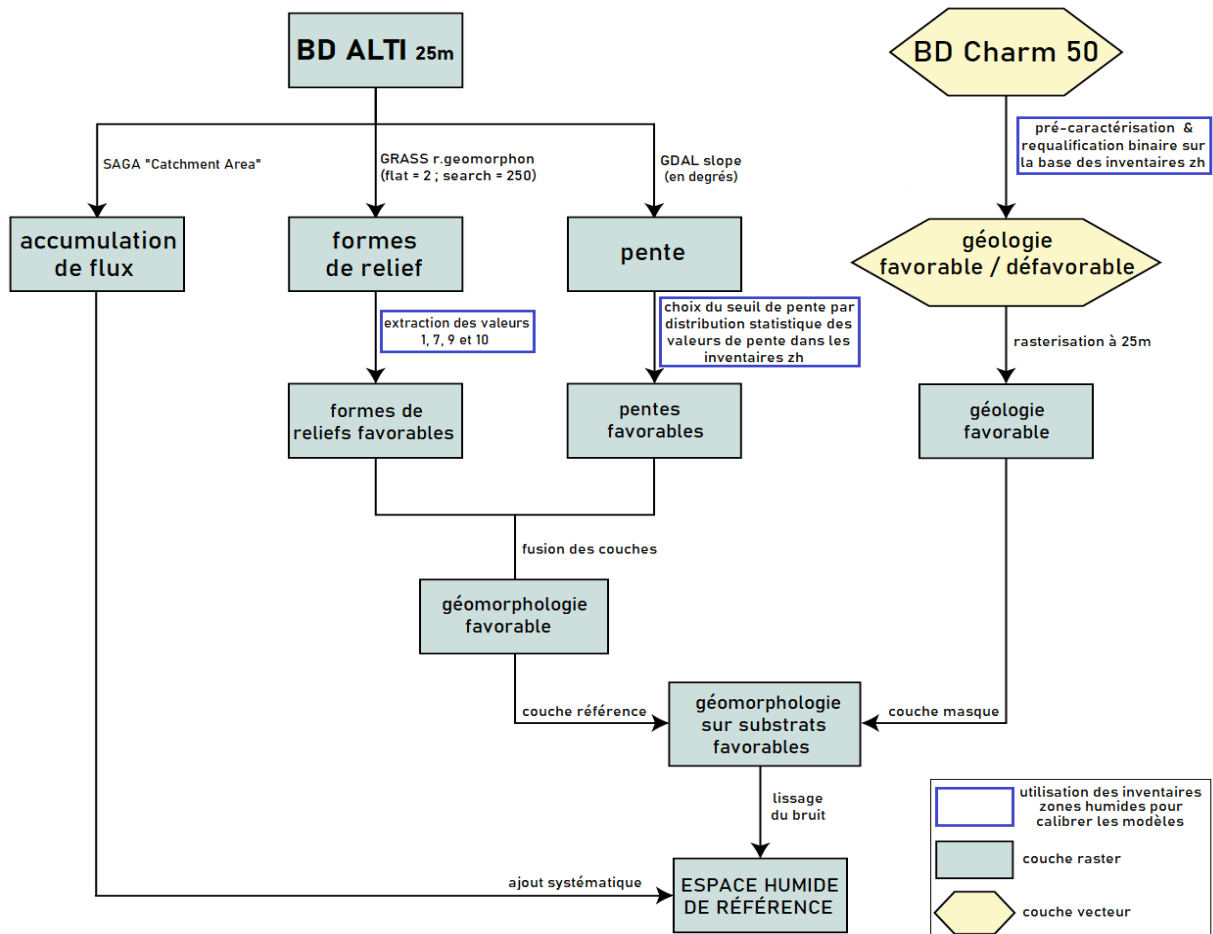 BD ALTI 25m
BD Charm 50
pré-caractérisation &
requalification binaire sur
la base des inventaires zh
SAGA "Catchment Area"
GRASS r.geomorphon
(flat = 2 ; search = 250)
GDAL slope
(en degrés)
accumulation
de flux
formes
de relief
pente
géologie
favorable / défavorable
extraction des valeurs
1, 7, 9 et 10
choix du seuil de pente par
distribution statistique des
valeurs de pente dans les
inventaires zh
rasterisation à 25m
formes de
reliefs favorables
pentes
favorables
géologie
favorable
fusion des couches
géomorphologie
favorable
couche référence
géomorphologie
sur substrats
favorables
couche masque
lissage
du bruit
ajout systématique
ESPACE HUMIDE
DE RÉFÉRENCE
utilisation des inventaires
zones humides pour
calibrer les modèles
couche raster
couche vecteur